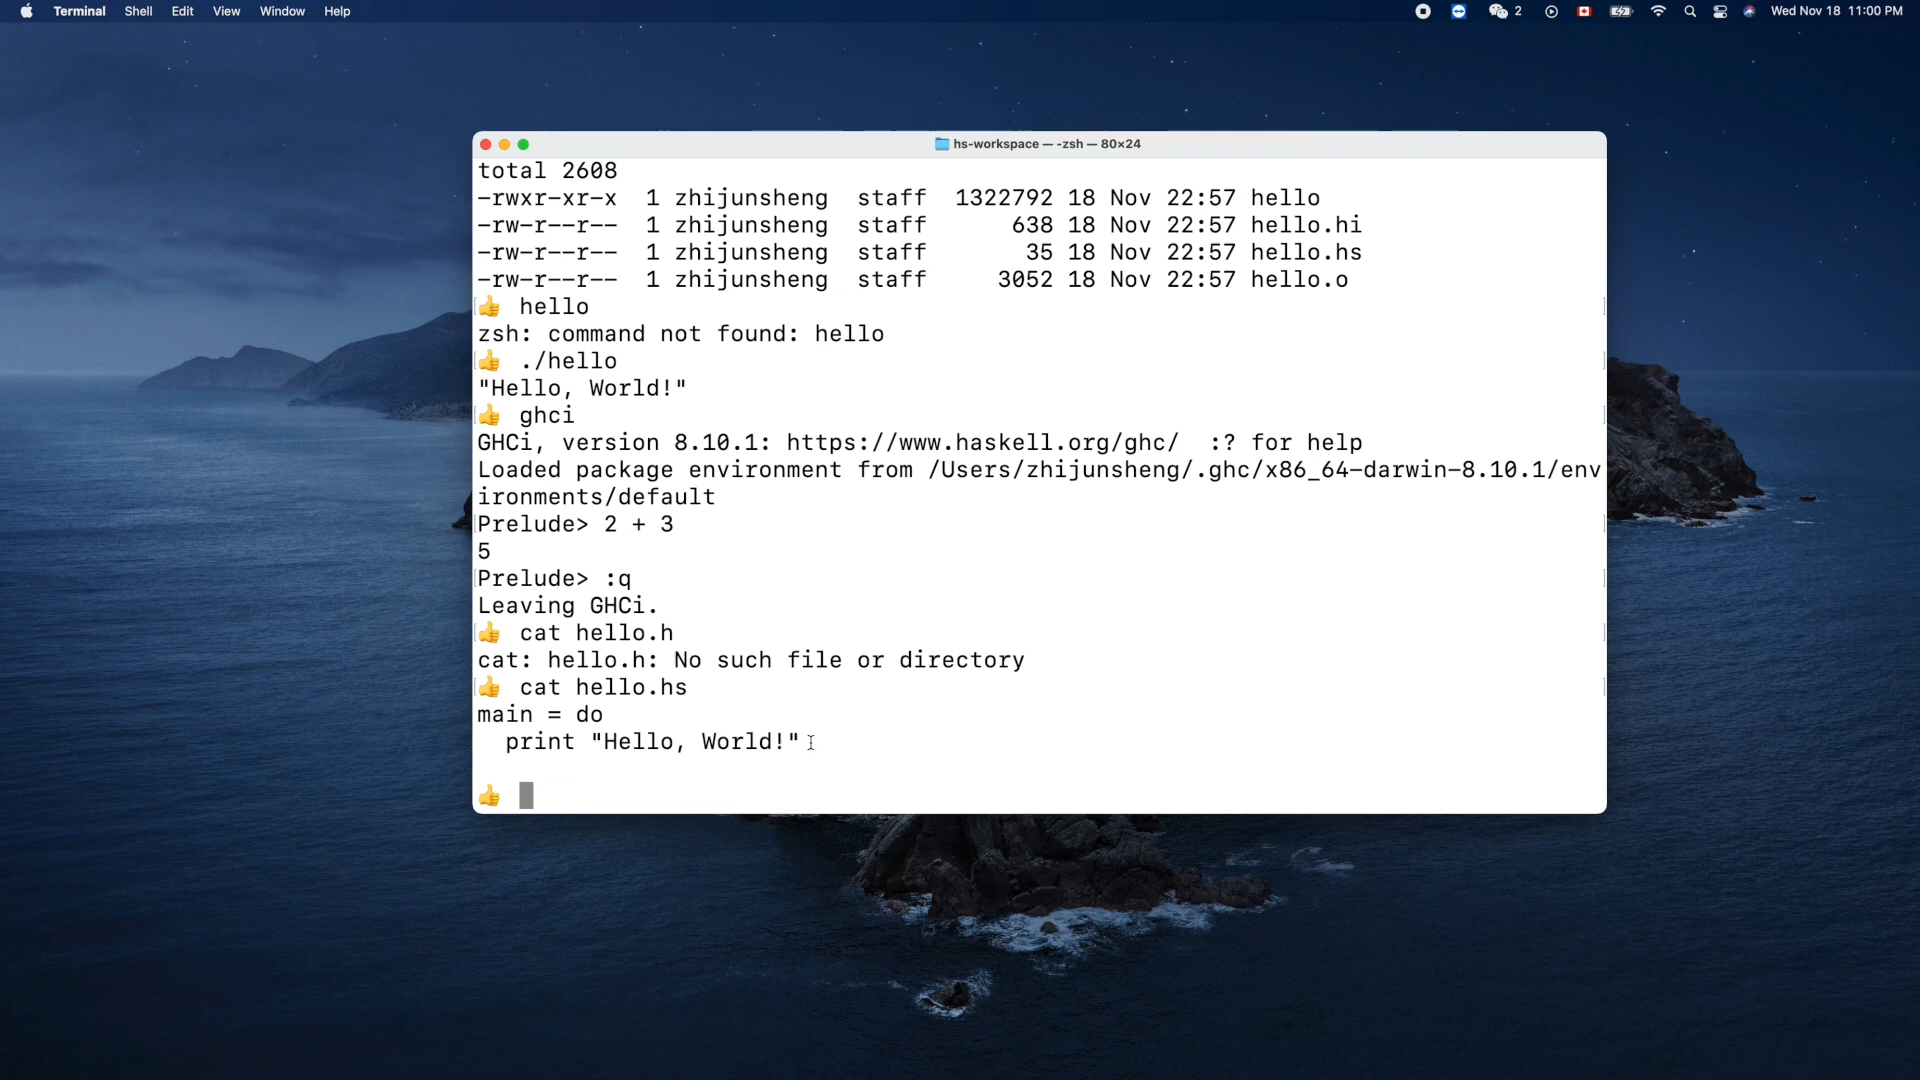 Terminal Shell Edit View Window Help 2 Wed Nov 18 11:00 PM
hs-workspace — -zsh — 80×24
total 2608
-rwxr-xr-x 1 zhijunsheng staff 1322792 18 Nov 22:57 hello
-rw-r--r-- 1 zhijunsheng staff 638 18 Nov 22:57 hello.hi
-rw-r--r-- 1 zhijunsheng staff 35 18 Nov 22:57 hello.hs
-rw-r--r-- 1 zhijunsheng staff 3052 18 Nov 22:57 hello.o
👍 hello
zsh: command not found: hello
👍 ./hello
"Hello, World!"
👍 ghci
GHCi, version 8.10.1: https://www.haskell.org/ghc/ :? for help
Loaded package environment from /Users/zhijunsheng/.ghc/x86_64-darwin-8.10.1/env
ironments/default
Prelude> 2 + 3
5
Prelude> :q
Leaving GHCi.
👍 cat hello.h
cat: hello.h: No such file or directory
👍 cat hello.hs
main = do
print "Hello, World!"
👍